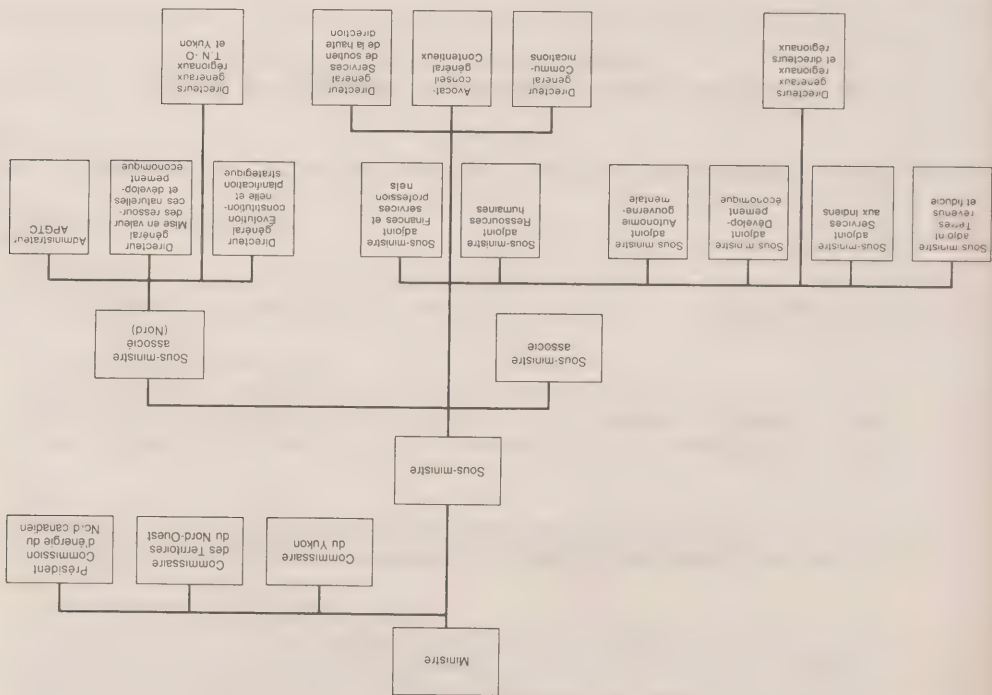 Ministre
Commissaire
du Yukon
Commissaire
des Territoires
du Nord-Ouest
Président
Commission
d'énergie du
No.d canadien
Sous-ministre
Sous-ministre
associé
Sous-ministre
associé
(Nord)
Sous ministre
adjoint
Terres
revenus
et fiducie
Sous-ministre
adjoint
Services
aux Indiens
Sous ministre
adjoint
Dévelop-
pement
économique
Sous ministre
adjoint
Autonome
gouverne-
mentale
Sous-ministre
adjoint
Ressources
humaines
Sous-ministre
adjoint
Finances et
services
profession
nels
Directeur
général
Évolution
constitution-
nelle et
planification
stratégique
Directeur
général
Mise en valeur
des ressour-
ces naturelles
et dévelop-
pement
économique
Administrateur
APGTC
Directeurs
généraux
régionaux
et directeurs
régionaux
Directeur
général
Commu-
nications
Avocat-
conseil
général
Contentieux
Directeur
général
Services
de soutien
de la haute
direction
Directeurs
généraux
régionaux
T.N.-O
et Yukon